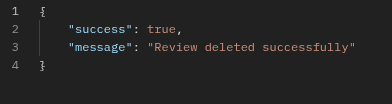 1 {
2     "success": true,
3     "message": "Review deleted successfully"
4 }